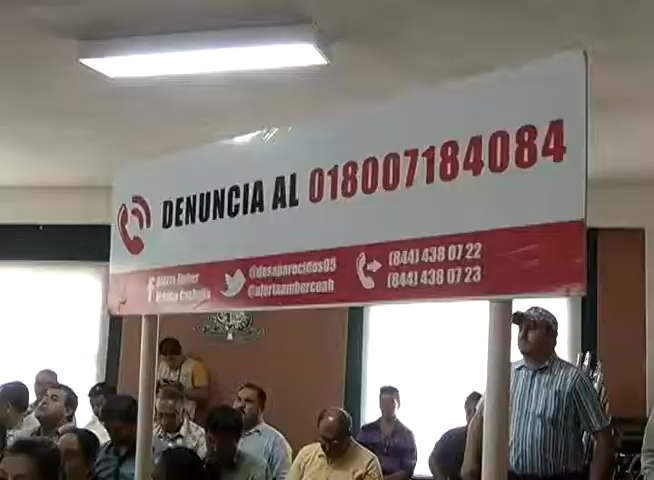 DENUNCIA AL 018007184084
@desaparecidos05
@alertaambercoah
(844) 438 07 22
(844) 438 07 23